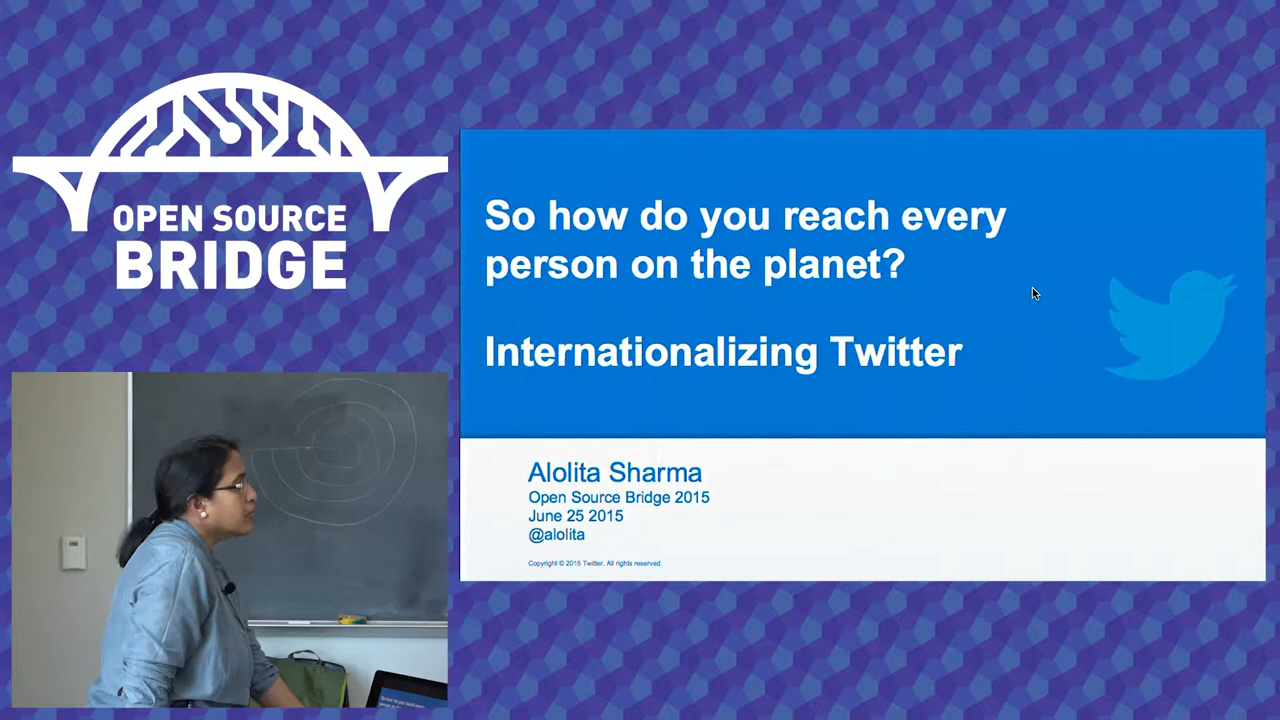 OPEN SOURCE
BRIDGE
So how do you reach every
person on the planet?
Internationalizing Twitter
Alolita Sharma
Open Source Bridge 2015
June 25 2015
@alolita
Copyright © 2015 Twitter. All rights reserved